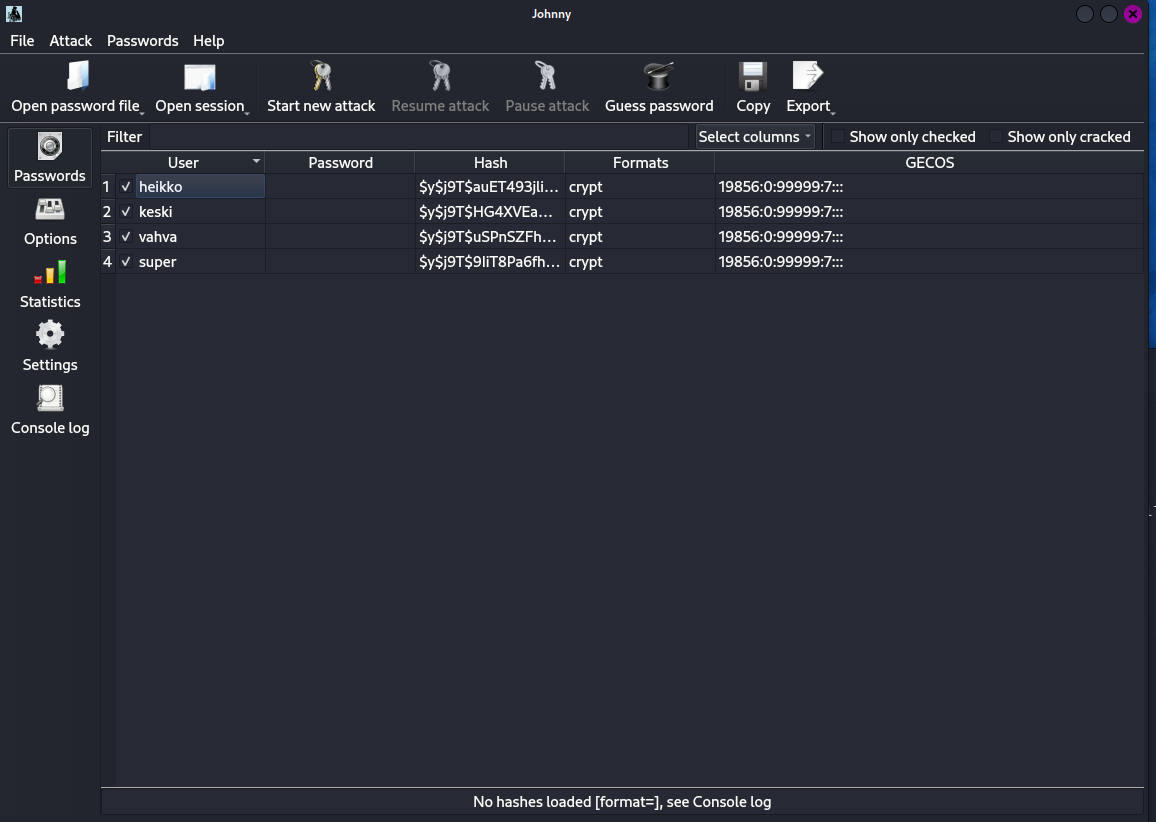 Johnny
File Attack Passwords Help
Open password file Open session Start new attack Resume attack Pause attack Guess password Copy Export
Passwords
Options
Statistics
Settings
Console log
Filter Select columns Show only checked Show only cracked
User Password Hash Formats GECOS
1 heikko $y$j9T$auET493jli... crypt 19856:0:99999:7:::
2 keski $y$j9T$HG4XVEa... crypt 19856:0:99999:7:::
3 vahva $y$j9T$uSPnSZFh... crypt 19856:0:99999:7:::
4 super $y$j9T$9IiT8Pa6fh... crypt 19856:0:99999:7:::
No hashes loaded [format=], see Console log